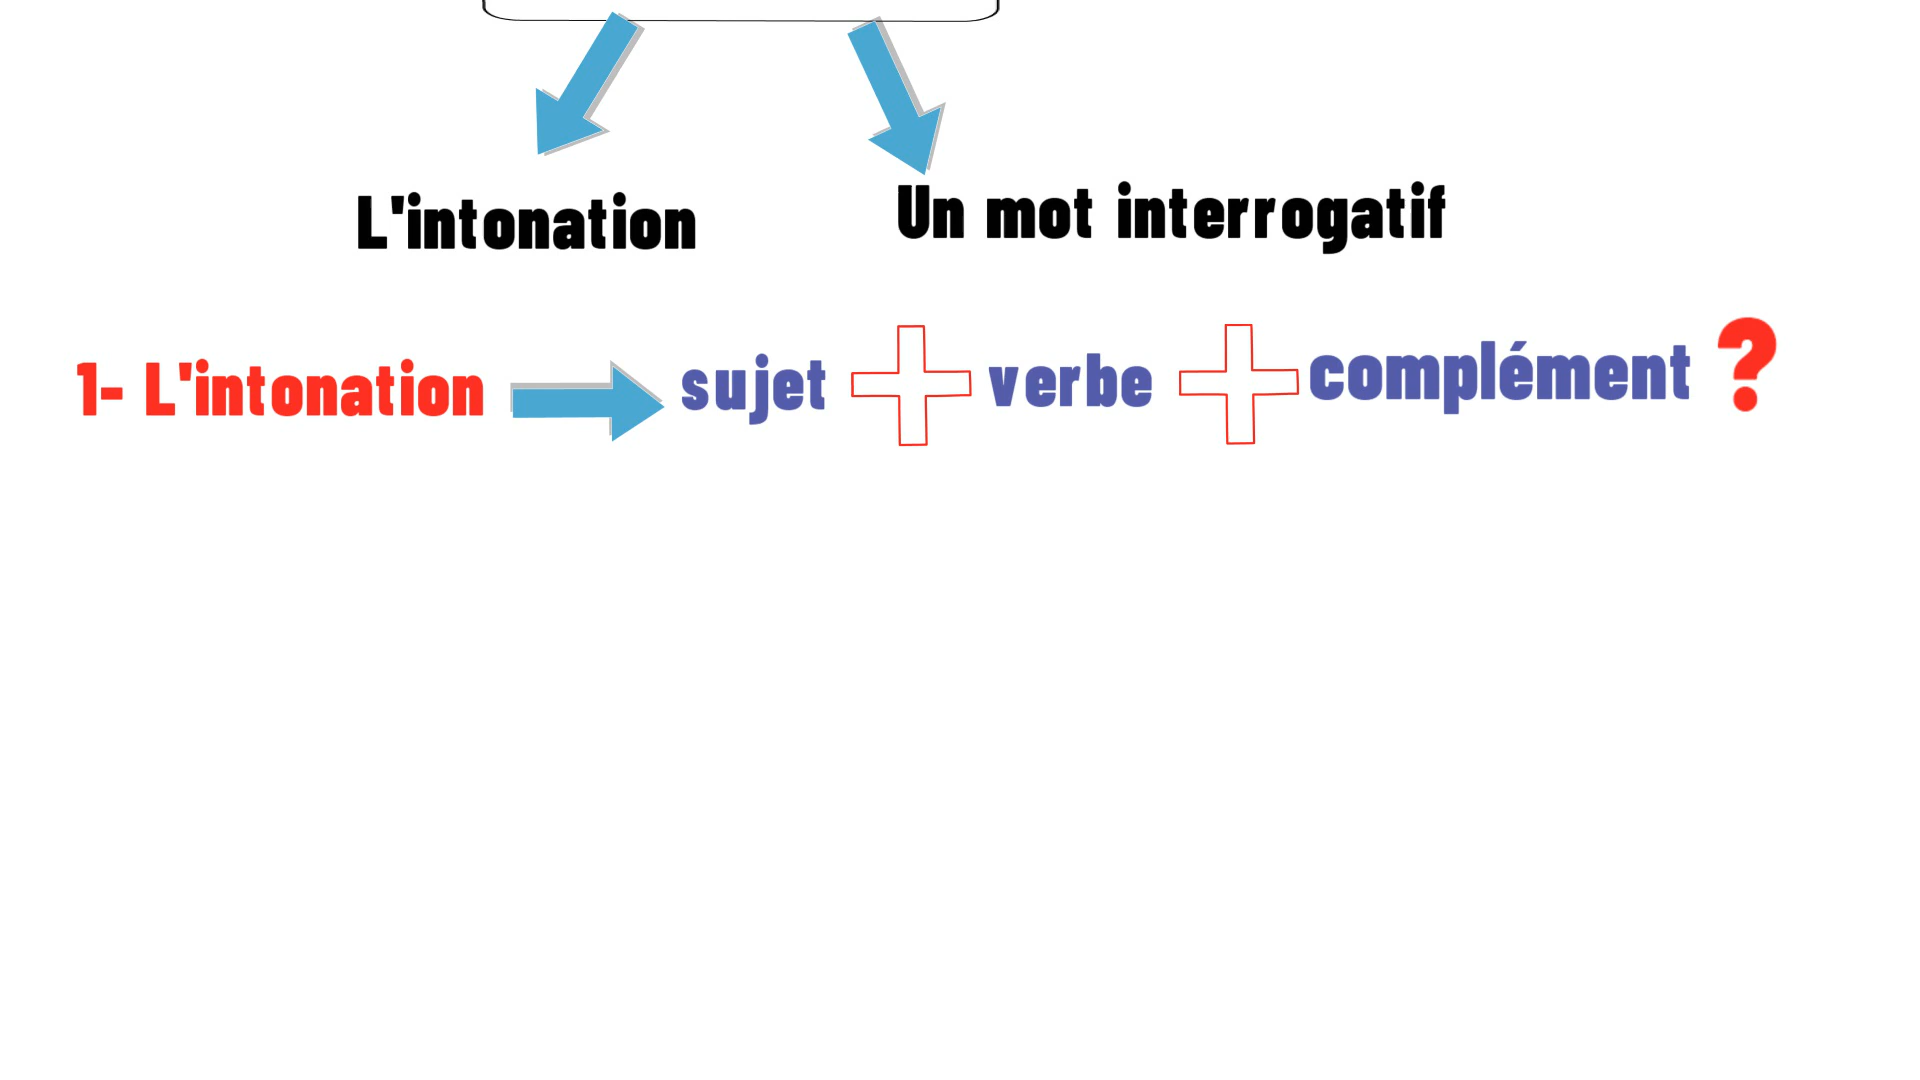 L'intonation
Un mot interrogatif
1- L'intonation sujet + verbe + complément ?